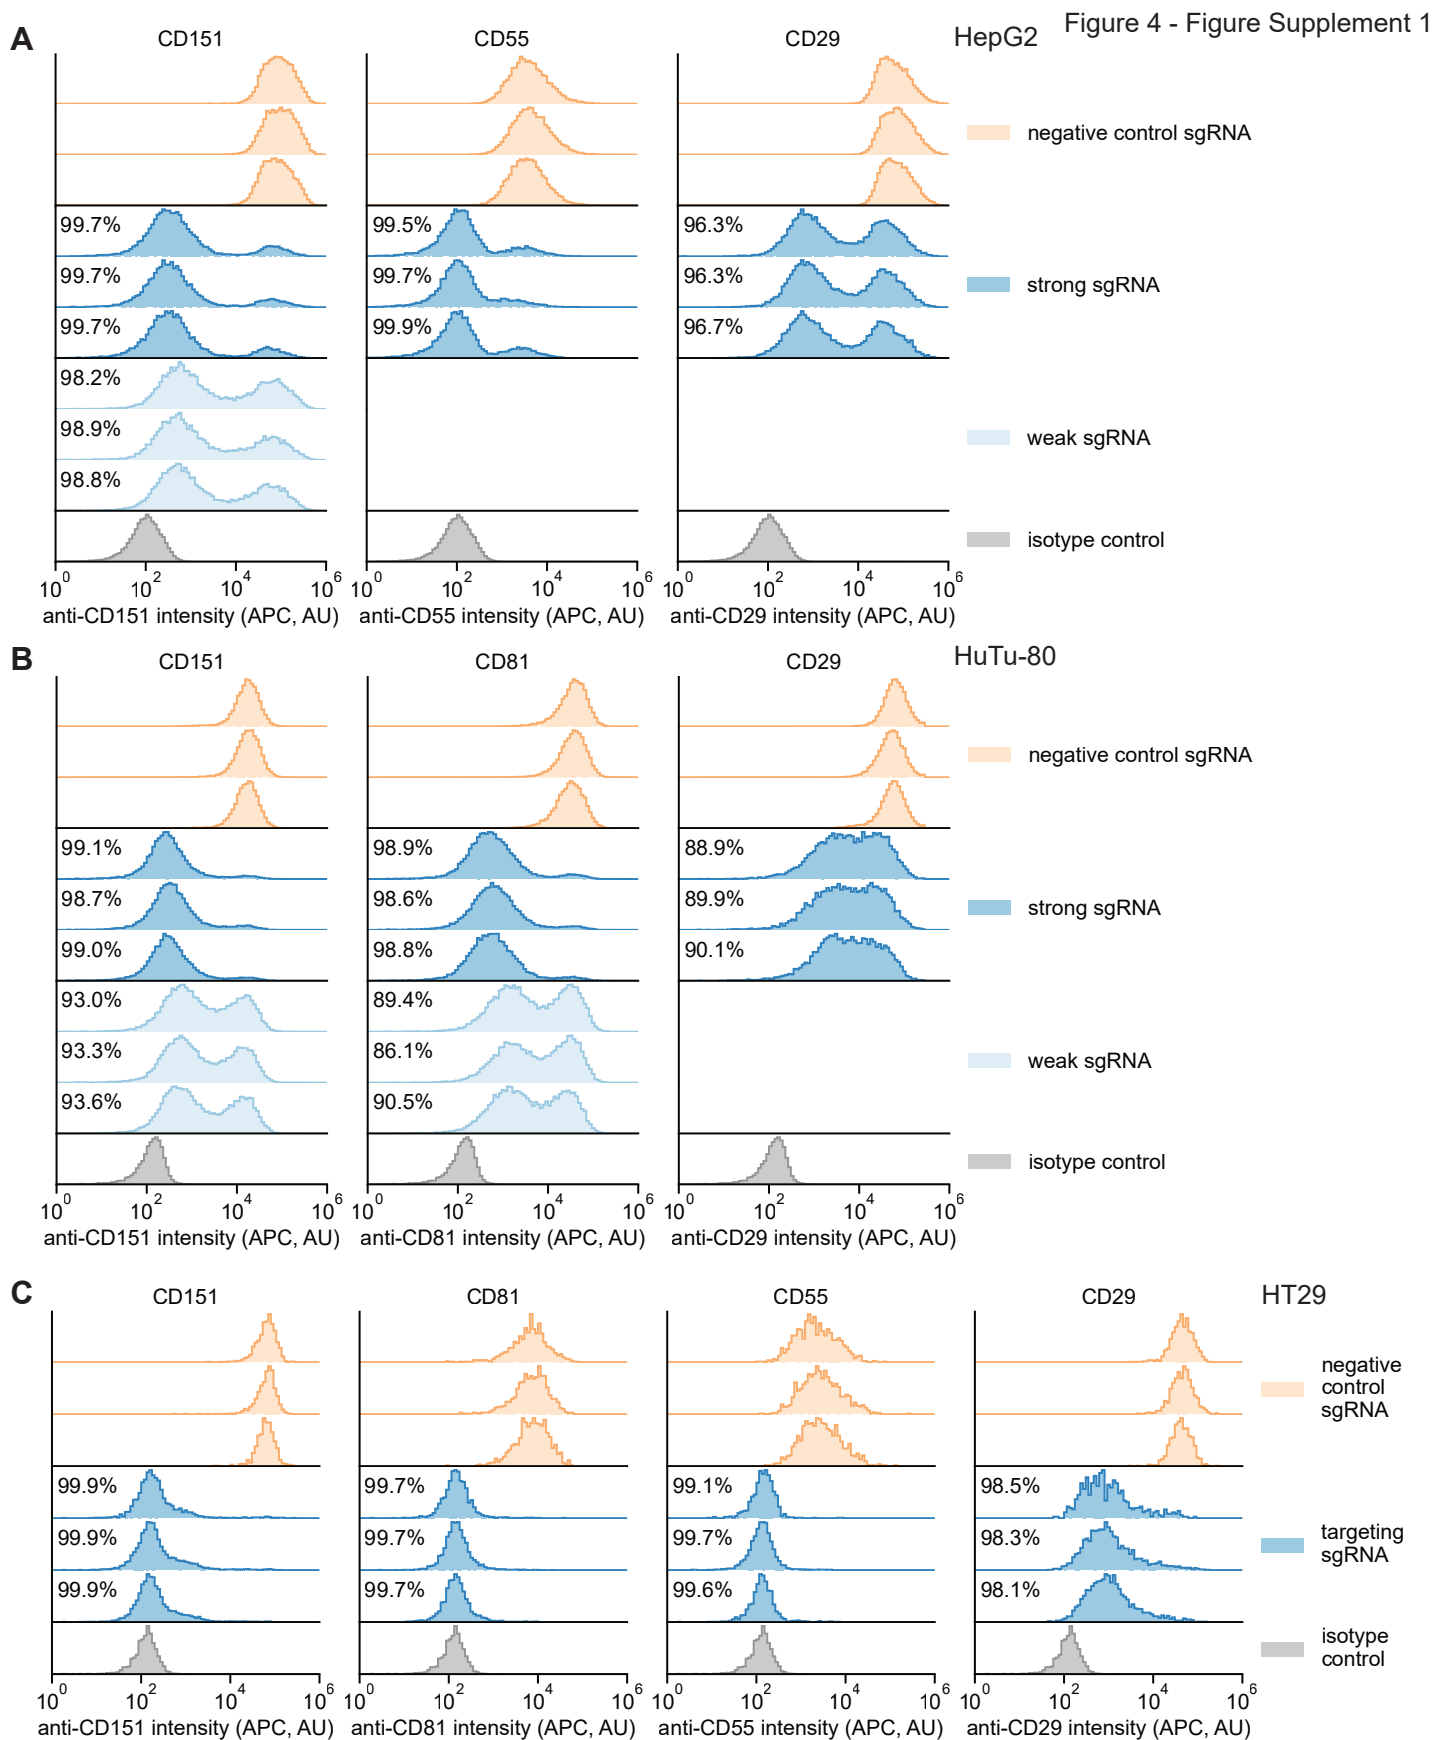 Figure 4 - Figure Supplement 1
A
CD151
CD55
CD29
HepG2
negative control sgRNA
99.7%
99.5%
96.3%
99.7%
99.7%
96.3%
strong sgRNA
99.7%
99.9%
96.7%
98.2%
98.9%
weak sgRNA
98.8%
isotype control
10^0 10^2 10^4 10^6
10^0 10^2 10^4 10^6
10^0 10^2 10^4 10^6
anti-CD151 intensity (APC, AU)
anti-CD55 intensity (APC, AU)
anti-CD29 intensity (APC, AU)
B
CD151
CD81
CD29
HuTu-80
negative control sgRNA
99.1%
98.9%
88.9%
98.7%
98.6%
89.9%
strong sgRNA
99.0%
98.8%
90.1%
93.0%
89.4%
93.3%
86.1%
weak sgRNA
93.6%
90.5%
isotype control
10^0 10^2 10^4 10^6
10^0 10^2 10^4 10^6
10^0 10^2 10^4 10^6
anti-CD151 intensity (APC, AU)
anti-CD81 intensity (APC, AU)
anti-CD29 intensity (APC, AU)
C
CD151
CD81
CD55
CD29
HT29
negative
control
sgRNA
99.9%
99.7%
99.1%
98.5%
99.9%
99.7%
99.7%
98.3%
targeting
sgRNA
99.9%
99.7%
99.6%
98.1%
isotype
control
10^0 10^2 10^4 10^6
10^0 10^2 10^4 10^6
10^0 10^2 10^4 10^6
10^0 10^2 10^4 10^6
anti-CD151 intensity (APC, AU)
anti-CD81 intensity (APC, AU)
anti-CD55 intensity (APC, AU)
anti-CD29 intensity (APC, AU)